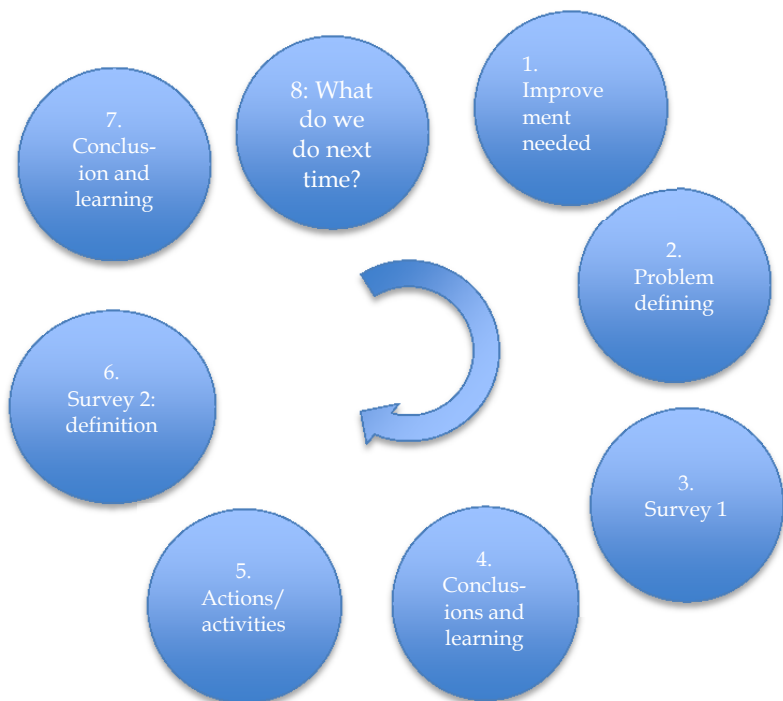 1.
Improve
ment
needed
2.
Problem
defining
3.
Survey 1
4.
Conclus-
ions and
learning
5.
Actions/
activities
6.
Survey 2:
definition
7.
Conclus-
ion and
learning
8: What
do we
do next
time?